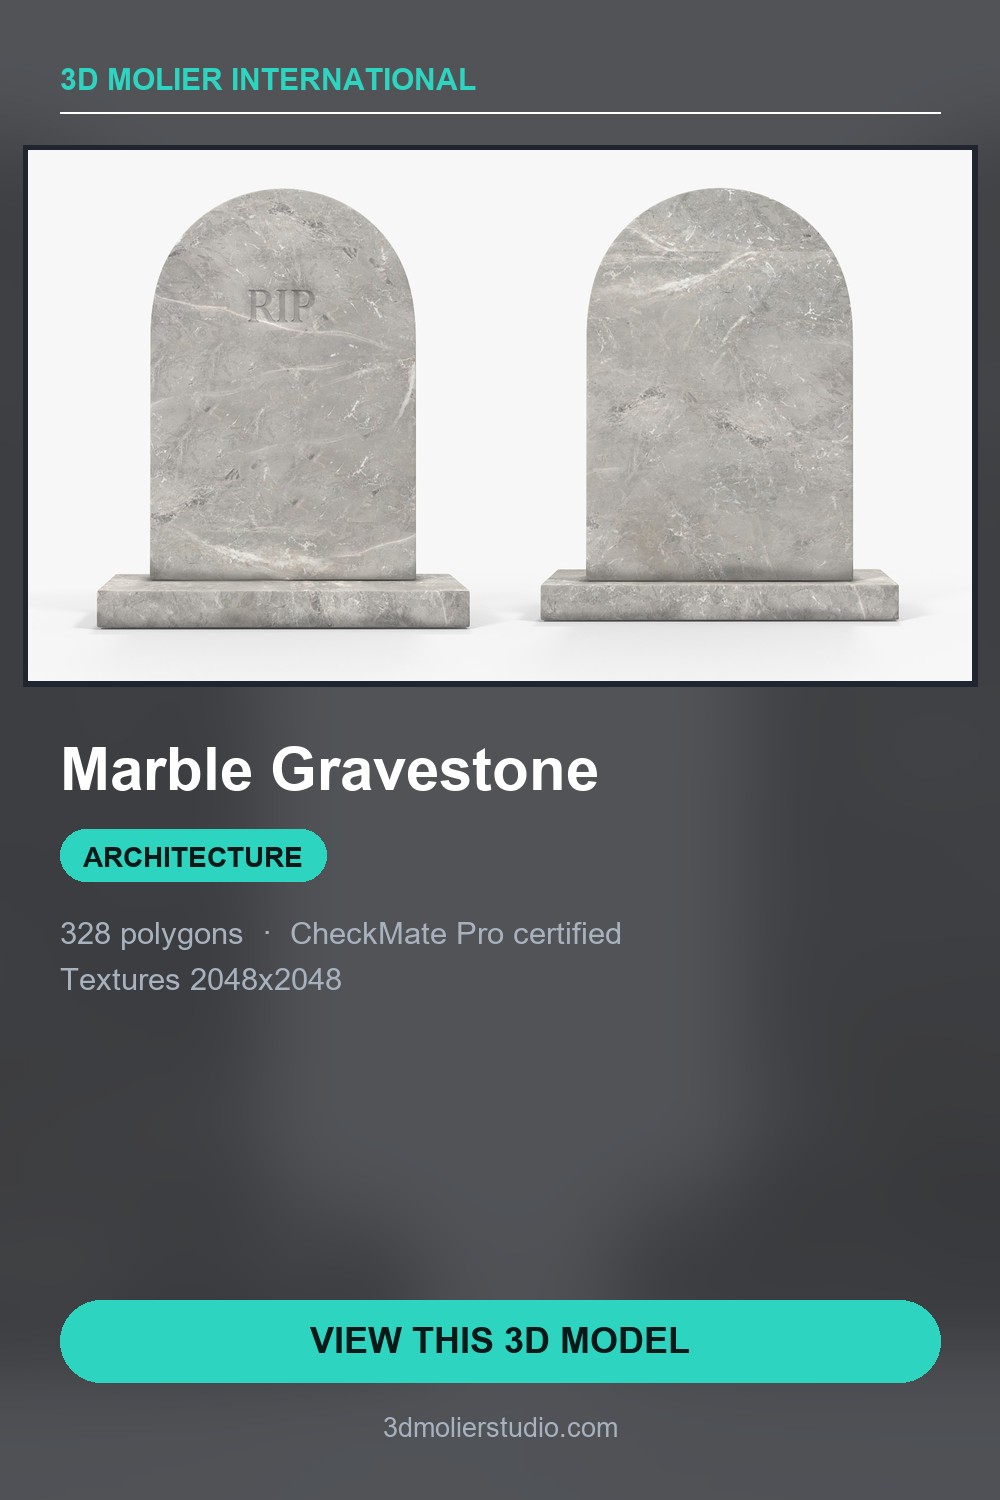 3D MOLIER INTERNATIONAL
RIP
Marble Gravestone
ARCHITECTURE
328 polygons · CheckMate Pro certified
Textures 2048x2048
VIEW THIS 3D MODEL
3dmolierstudio.com